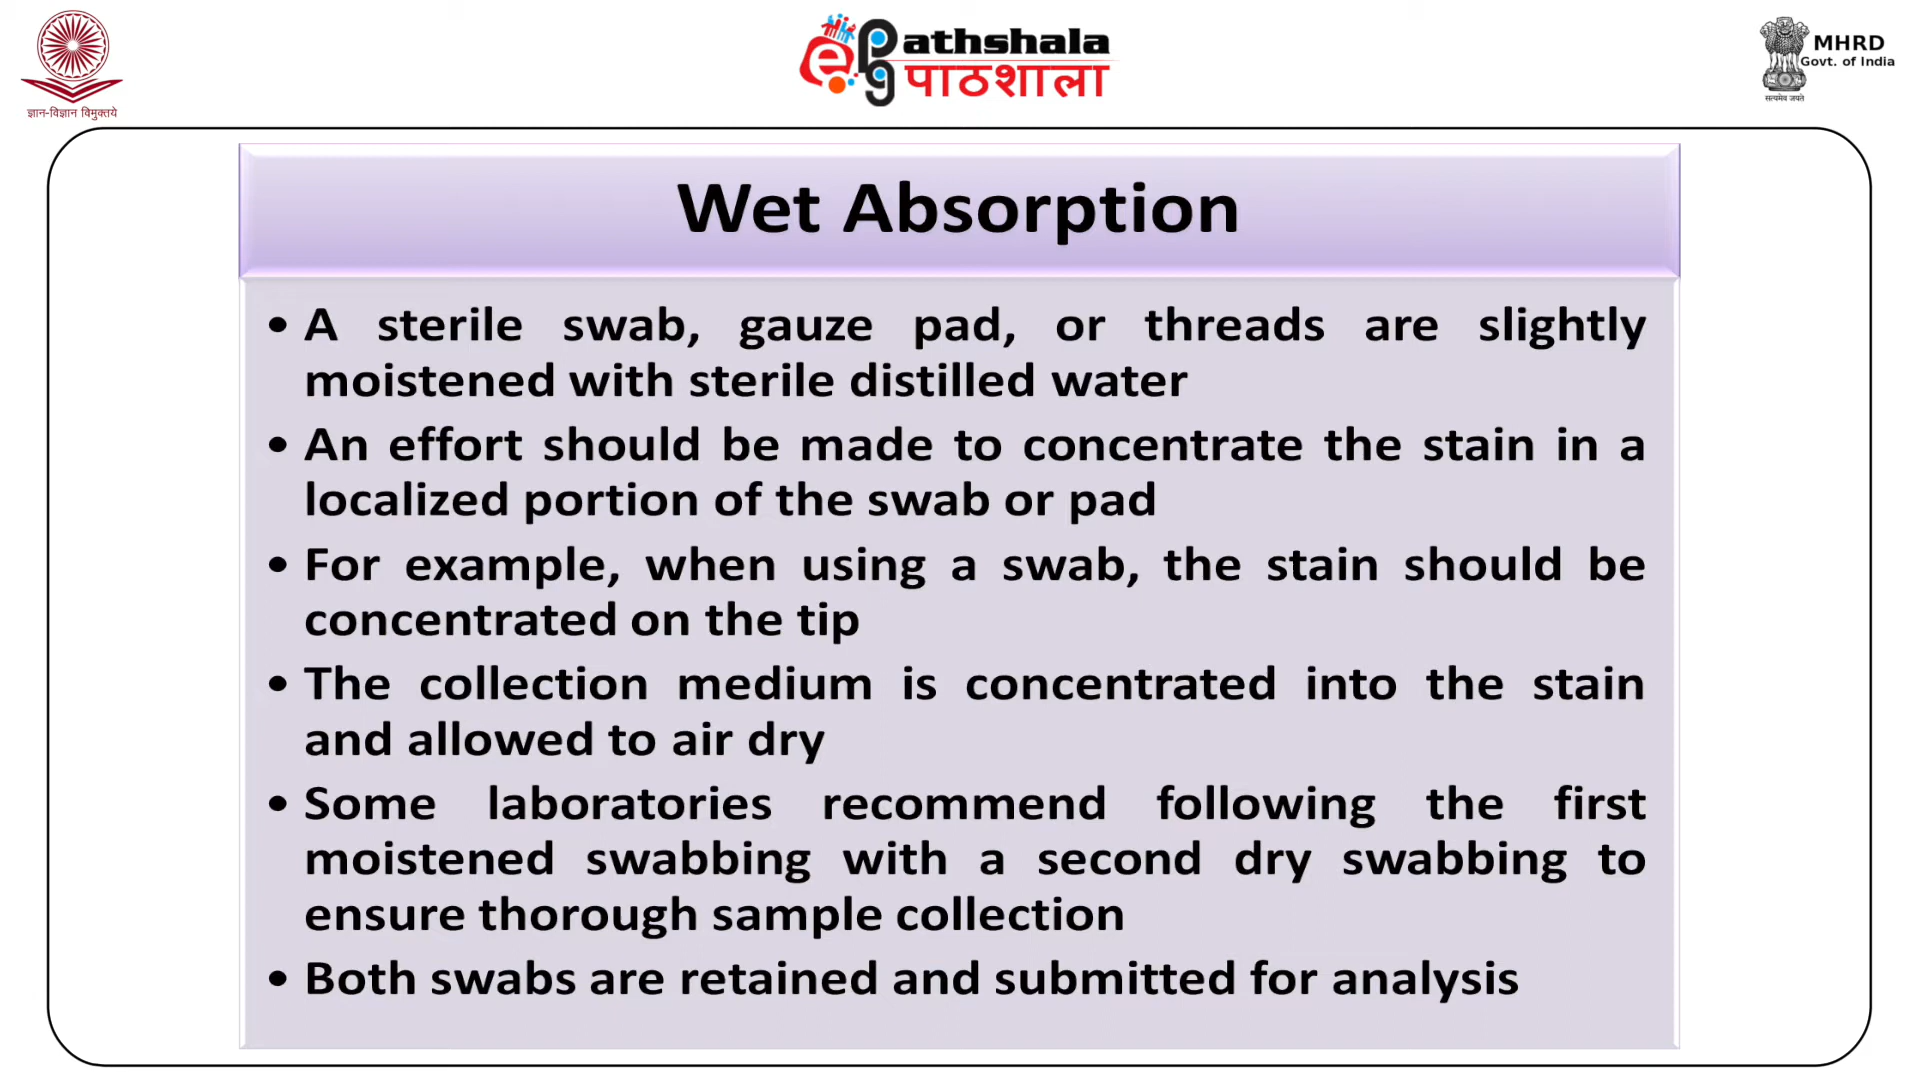 ज्ञान-विज्ञान विमुक्तये
ePg Pathshala
पाठशाला
MHRD
Govt. of India
सत्यमेव जयते
Wet Absorption
• A sterile swab, gauze pad, or threads are slightly
moistened with sterile distilled water
• An effort should be made to concentrate the stain in a
localized portion of the swab or pad
• For example, when using a swab, the stain should be
concentrated on the tip
• The collection medium is concentrated into the stain
and allowed to air dry
• Some laboratories recommend following the first
moistened swabbing with a second dry swabbing to
ensure thorough sample collection
• Both swabs are retained and submitted for analysis